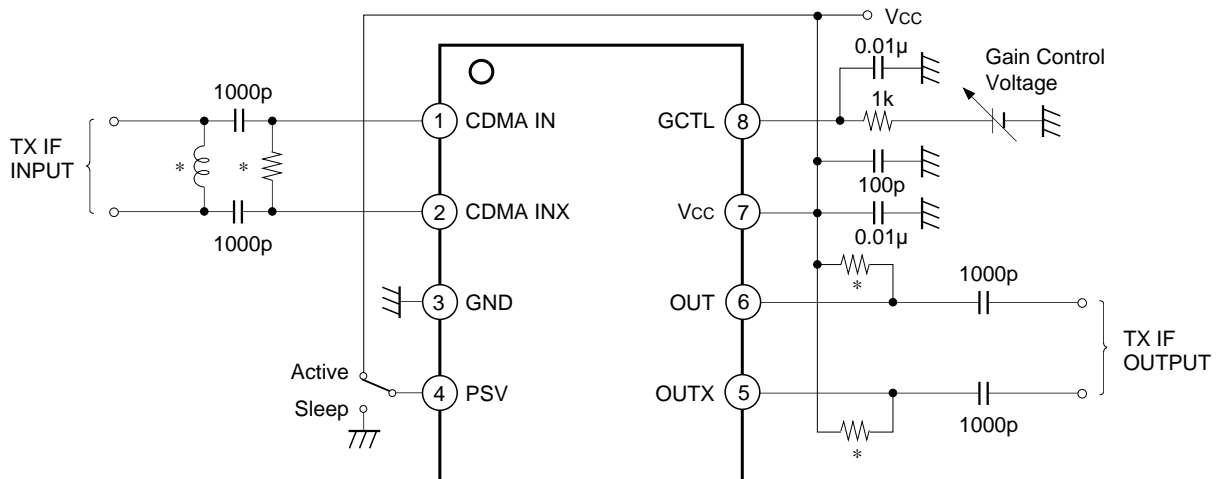 VCC
0.01μ
Gain Control
Voltage
1000p
1k
1
CDMA IN
GCTL
8
TX IF
INPUT
*
*
100p
2
CDMA INX
VCC
7
1000p
0.01μ
1000p
*
3
GND
OUT
6
TX IF
OUTPUT
Active
4
PSV
OUTX
5
Sleep
1000p
*